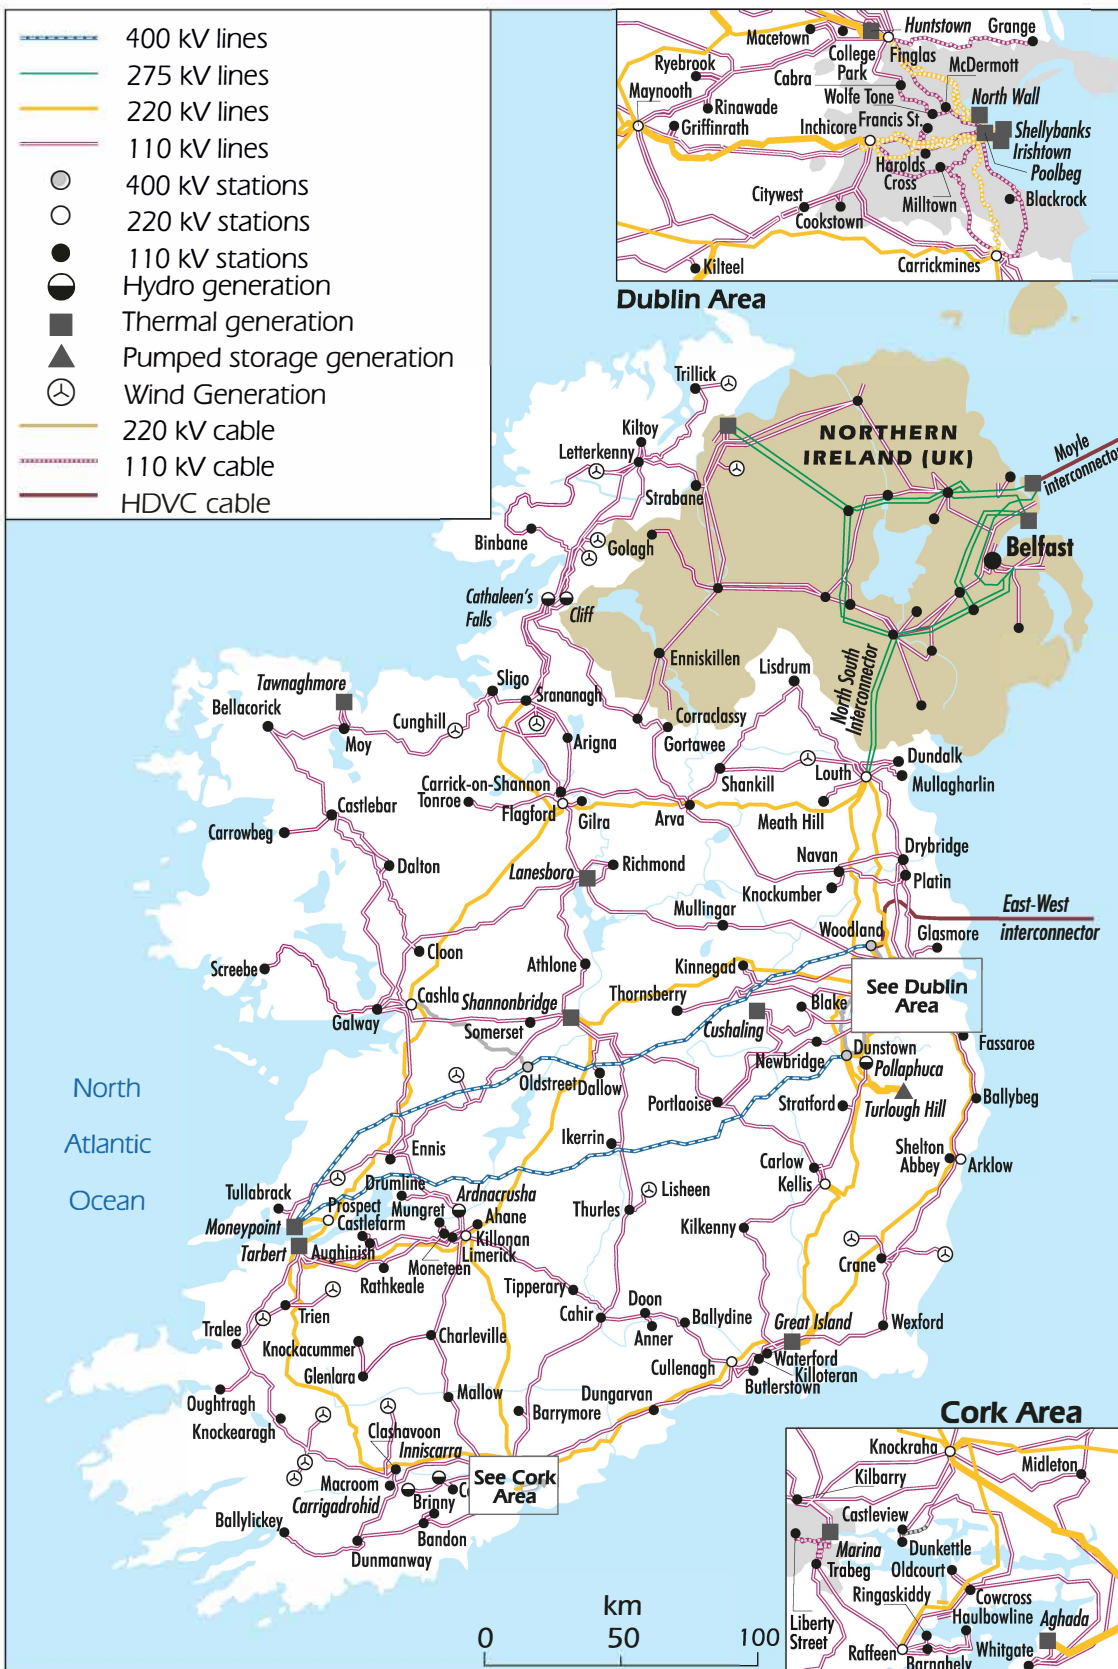 400 kV lines
275 kV lines
220 kV lines
110 kV lines
400 kV stations
220 kV stations
110 kV stations
Hydro generation
Thermal generation
Pumped storage generation
Wind Generation
220 kV cable
110 kV cable
HDVC cable
Macetown
Huntstown
Grange
College
Park
Finglas
Ryebrook
Cabra
McDermott
Maynooth
Wolfe Tone
North Wall
Rinawade
Griffinrath
Inchicore
Francis St.
Shellybanks
Irishtown
Poolbeg
Harolds
Cross
Citywest
Milltown
Blackrock
Cookstown
Kilteel
Carrickmines
Dublin Area
Trillick
Kiltoy
Letterkenny
NORTHERN
IRELAND (UK)
Moyle
interconnector
Strabane
Binbane
Golagh
Belfast
Cathaleen's
Falls
Cliff
Enniskillen
Lisdrum
North South
Interconnector
Tawnaghmore
Sligo
Srananagh
Bellacorick
Cunghill
Corraclassy
Moy
Arigna
Gortawee
Dundalk
Carrick-on-Shannon
Shankill
Louth
Mullagharlin
Tonroe
Castlebar
Flagford
Gilra
Arva
Meath Hill
Carrowbeg
Dalton
Navan
Drybridge
Lanesboro
Richmond
Knockumber
Platin
Mullingar
East-West
interconnector
Woodland
Glasmore
Cloon
Screebe
Athlone
Kinnegad
See Dublin
Area
Cashla
Shannonbridge
Thornsberry
Blake
Galway
Somerset
Cushaling
Fassaroe
Newbridge
Dunstown
Pollaphuca
Oldstreet
Dallow
North
Atlantic
Ocean
Portlaoise
Stratford
Turlough Hill
Ballybeg
Ikerrin
Ennis
Shelton
Abbey
Arklow
Carlow
Kellis
Tullabrack
Drumline
Ardnacrusha
Lisheen
Prospect
Mungret
Moneypoint
Castlefarm
Ahane
Thurles
Kilkenny
Tarbert
Aughinish
Killonan
Limerick
Moneteen
Rathkeale
Crane
Tipperary
Trien
Doon
Cahir
Ballydine
Great Island
Anner
Wexford
Tralee
Charleville
Knockacummer
Cullenagh
Waterford
Killoteran
Glenlara
Butlerstown
Oughtragh
Mallow
Dungarvan
Knockearagh
Barrymore
Clashavoon
Inniscarra
Cork Area
Knockraha
Macroom
Carrigadrohid
See Cork
Area
Brinny
Ballylickey
Bandon
Dunmanway
Kilbarry
Midleton
Castleview
Marina
Dunkettle
Trabeg
Oldcourt
Ringaskiddy
Cowcross
Haulbowline
Liberty
Street
Aghada
Raffeen
Whitgate
Barnahely
km
0
50
100